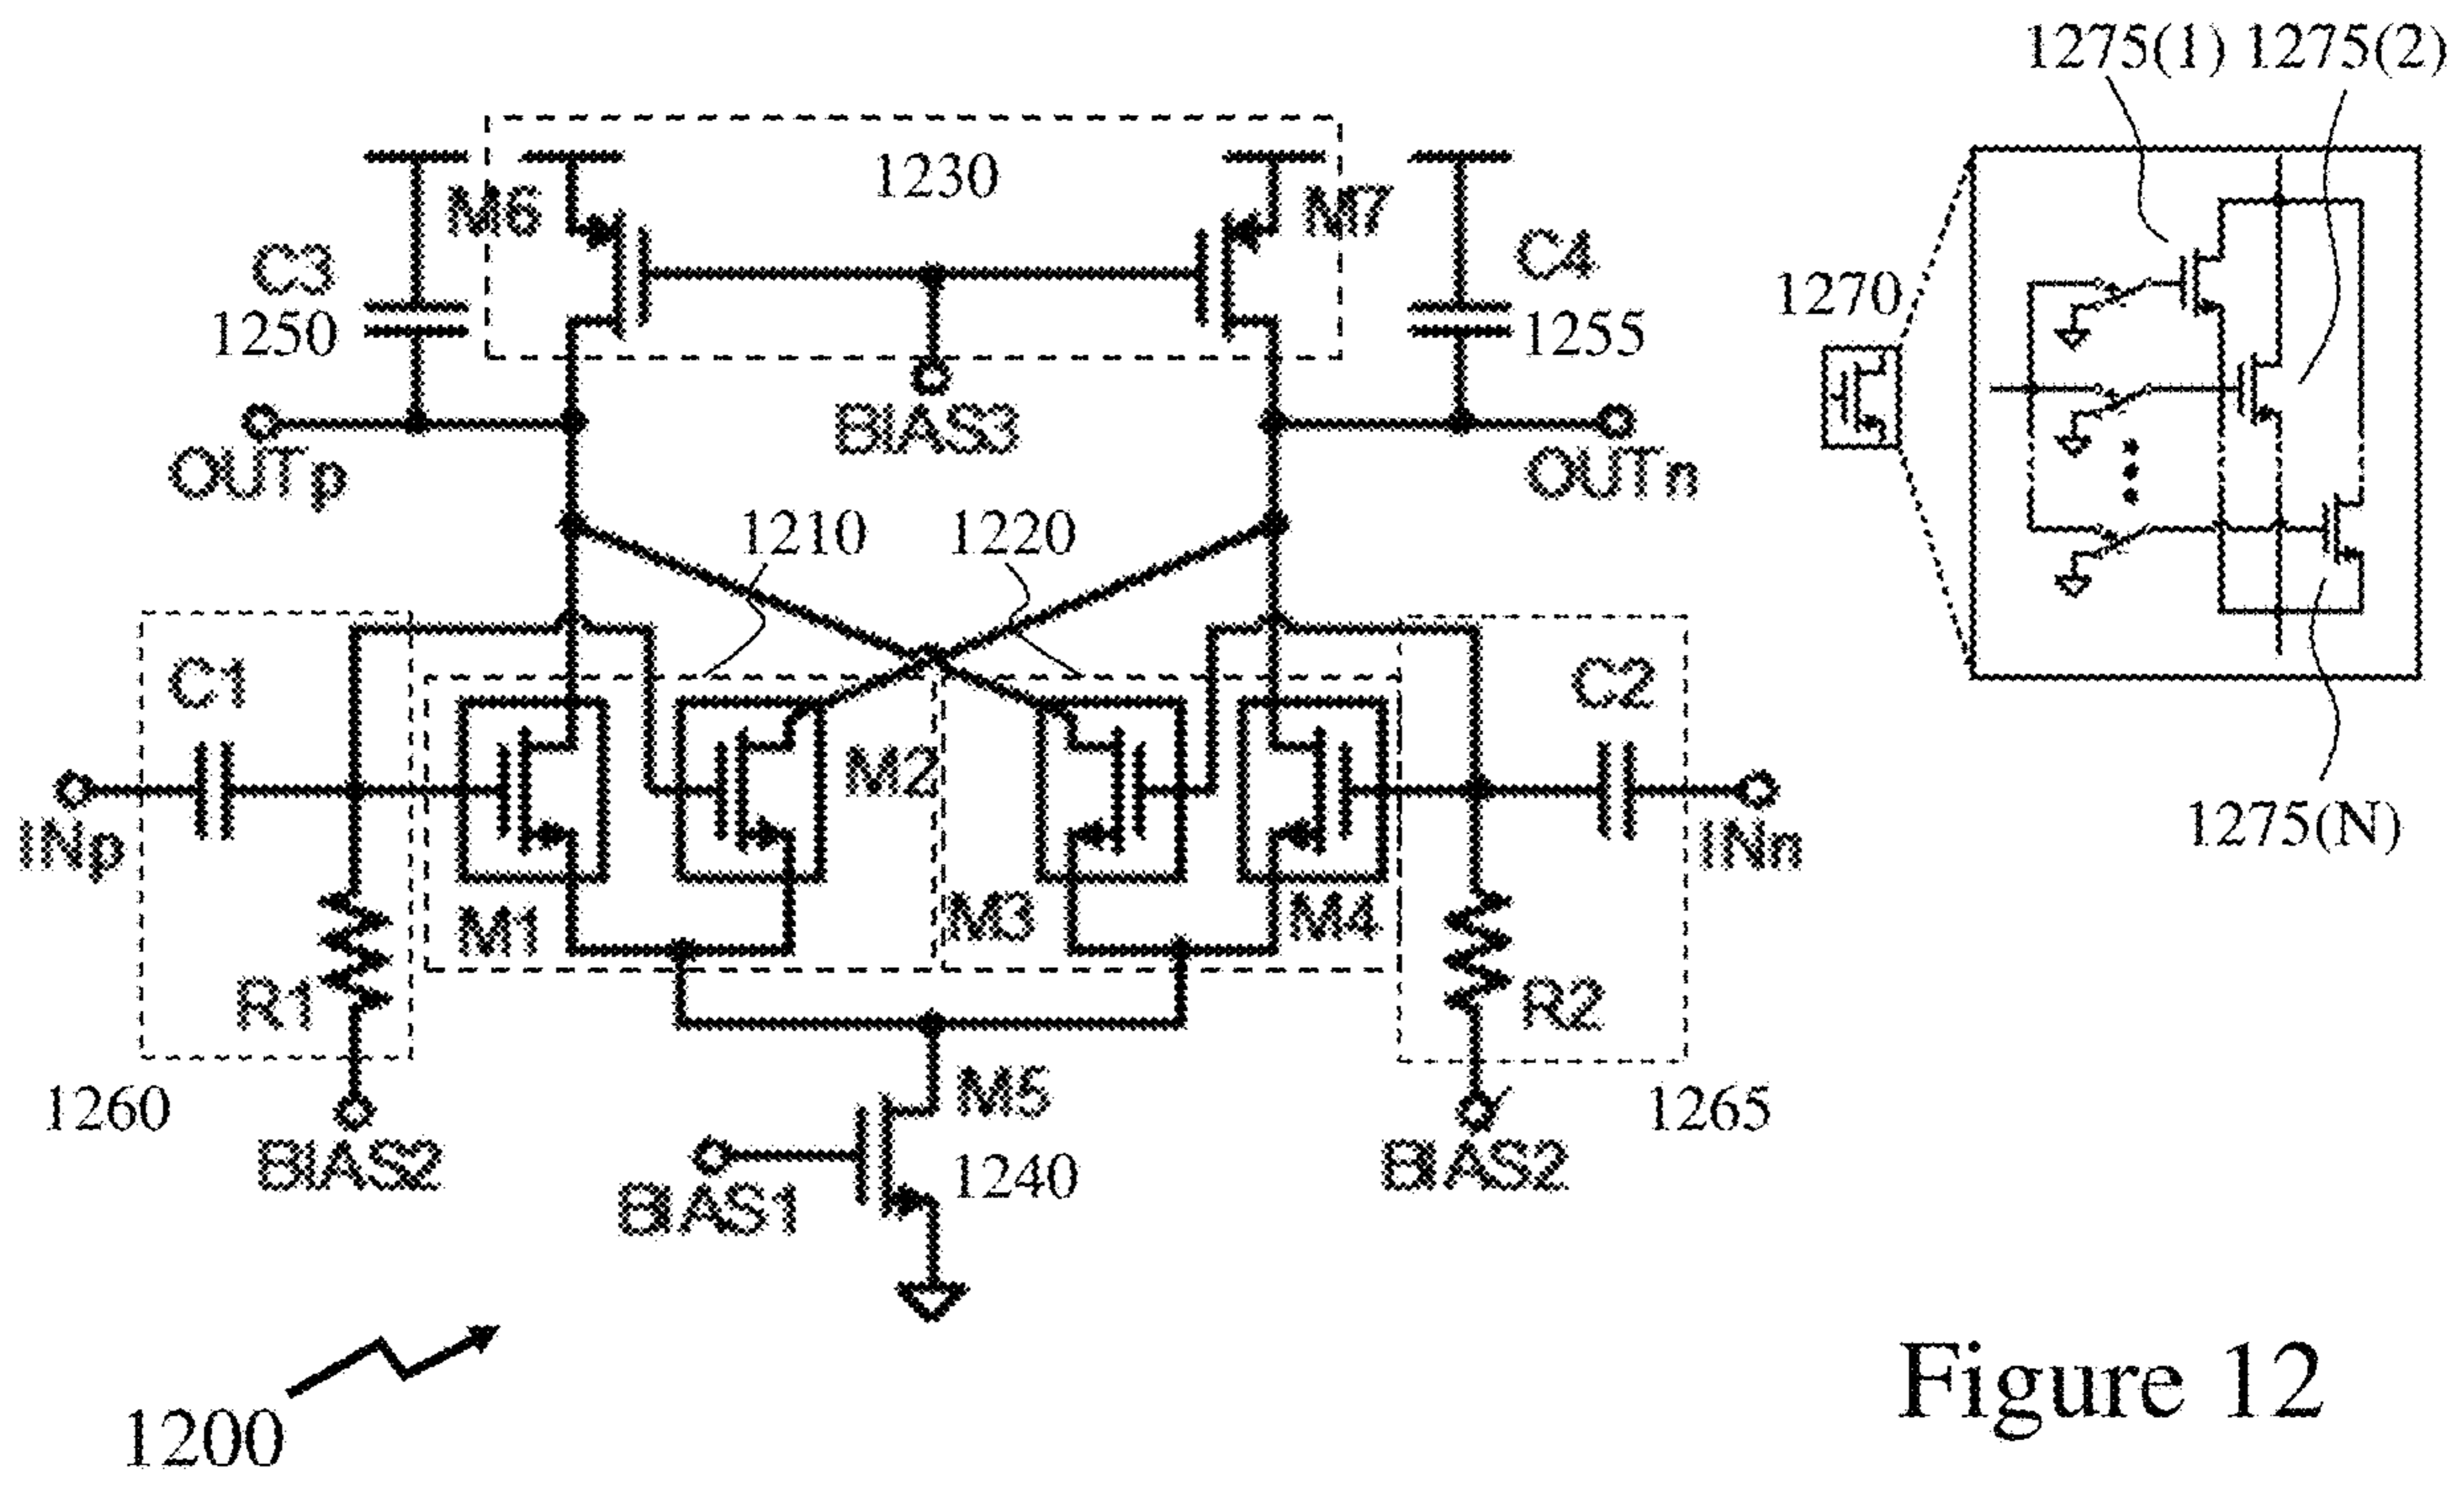 1275(1) 1275(2)
1230
M6
M7
C3
1250
C4
1255
1270
BIAS3
OUTp
OUTn
1210
1220
C1
C2
M2
INp
INn
1275(N)
M1
M3
M4
R1
R2
M5
1260
1265
BIAS2
BIAS2
1240
BIAS1
Figure 12
1200